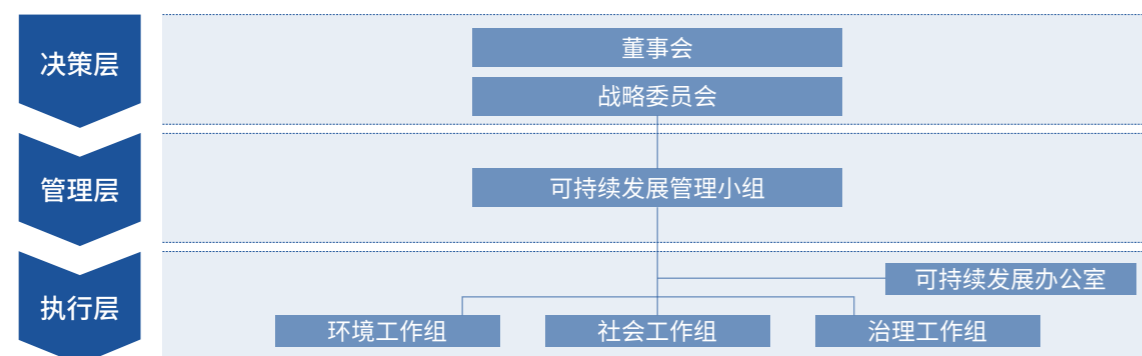 决策层
董事会
战略委员会
管理层
可持续发展管理小组
执行层
可持续发展办公室
环境工作组
社会工作组
治理工作组